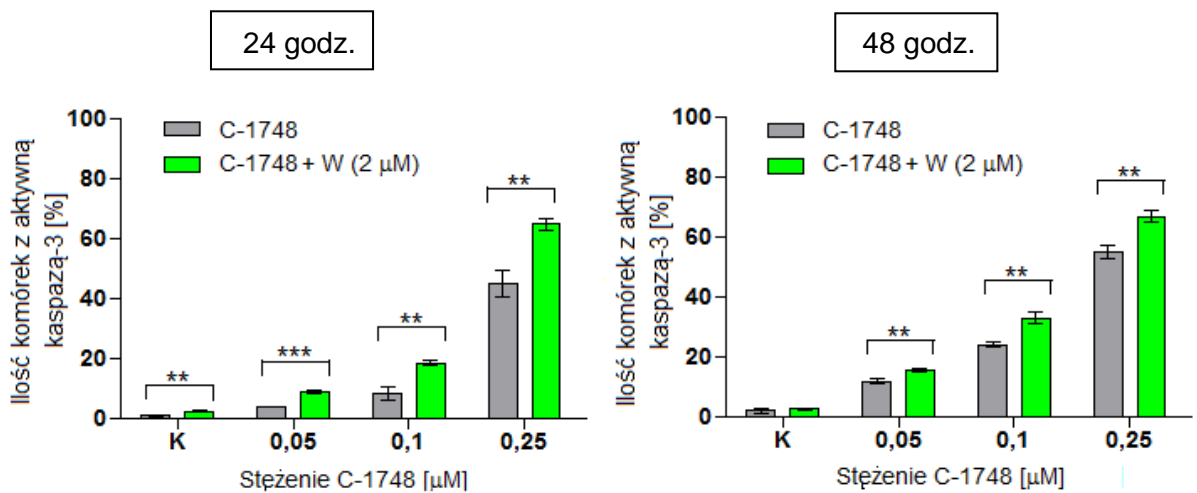 24 godz.
48 godz.
Ilość komórek z aktywną
kaspazą-3 [%]
100
80
60
40
20
0
C-1748
C-1748 + W (2 μM)
**
***
**
**
K
0,05
0,1
0,25
Stężenie C-1748 [μM]
Ilość komórek z aktywną
kaspazą-3 [%]
100
80
60
40
20
0
C-1748
C-1748 + W (2 μM)
**
**
**
K
0,05
0,1
0,25
Stężenie C-1748 [μM]